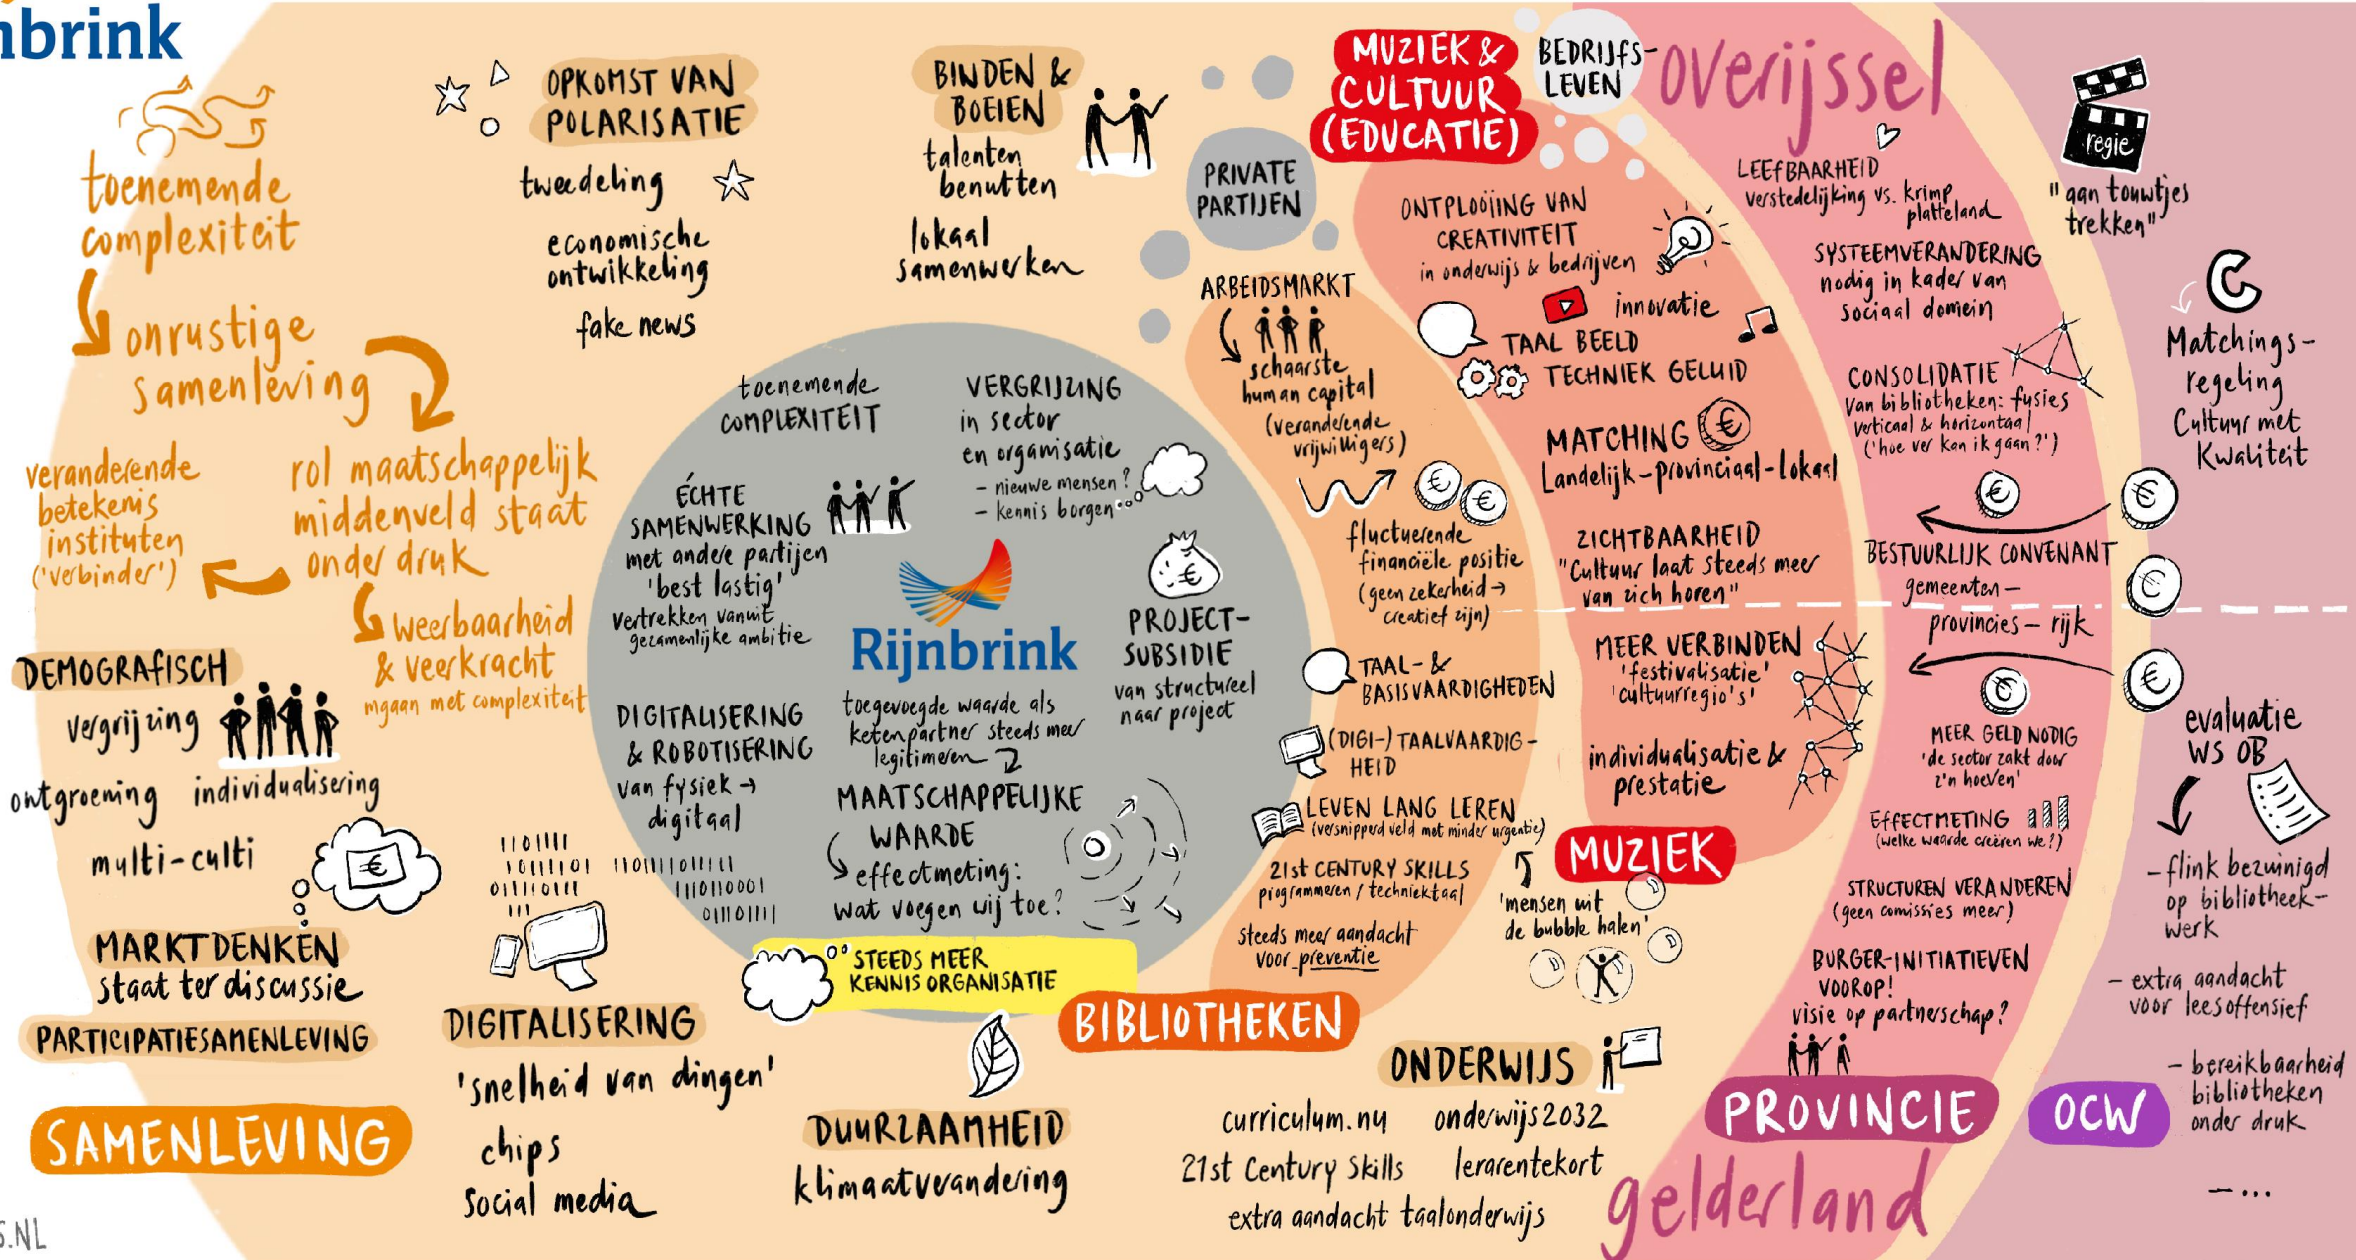 nbrink
toenemende
complexiteit
onrustige
samenleving
rol maatschappelijk
middenveld staat
onder druk
veranderende
betekenis
instituten
('verbinder')
weerbaarheid
& veerkracht
mgaan met complexiteit
DEMOGRAFISCH
vergrijzing
ontgroening individualisering
multi-culti
€
MARKTDENKEN
staat ter discussie
PARTICIPATIESAMENLEVING
SAMENLEVING
S.NL
OPKOMST VAN
POLARISATIE
tweedeling
economische
ontwikkeling
fake news
BINDEN &
BOEIEN
talenten
benutten
lokaal
samenwerken
1101111
10111101 11011101111
01110111 1110110001
111 01110111
DIGITALISERING
'snelheid van dingen'
chips
social media
DUURZAAMHEID
klimaatverandering
toenemende
COMPLEXITEIT
VERGRIJZING
in sector
en organisatie
- nieuwe mensen?
- kennis borgen
ÉCHTE
SAMENWERKING
met andere partijen
'best lastig'
vertrekken vanuit
gezamenlijke ambitie
Rijnbrink
toegevoegde waarde als
ketenpartner steeds meer
legitimeren
MAATSCHAPPELIJKE
WAARDE
effectmeting:
wat voegen wij toe?
€
PROJECT-
SUBSIDIE
van structureel
naar project
DIGITALISERING
& ROBOTISERING
van fysiek →
digitaal
STEEDS MEER
KENNIS ORGANISATIE
PRIVATE
PARTIJEN
ARBEIDSMARKT
schaarste
human capital
(veranderende
vrijwilligers)
€ €
fluctuerende
financiële positie
(geen zekerheid →
creatief zijn)
TAAL- &
BASISVAARDIGHEDEN
(DIGI-) TAALVAARDIG-
HEID
LEVEN LANG LEREN
(versnipperd veld met minder urgentie)
21st CENTURY SKILLS
programmeren / techniektaal
steeds meer aandacht
voor preventie
BIBLIOTHEKEN
MUZIEK &
CULTUUR
(EDUCATIE)
BEDRIJFS-
LEVEN
ONTPLOOIING VAN
CREATIVITEIT
in onderwijs & bedrijven
innovatie
TAAL BEELD
TECHNIEK GELUID
MATCHING €
Landelijk-provinciaal-lokaal
ZICHTBAARHEID
"Cultuur laat steeds meer
van zich horen"
MEER VERBINDEN
'festivalisatie'
'cultuurregio's'
individualisatie &
prestatie
MUZIEK
'mensen uit
de bubble halen'
ONDERWIJS
curriculum.nu onderwijs2032
21st Century Skills lerarentekort
extra aandacht taalonderwijs
overijssel
LEEFBAARHEID
verstedelijking vs. krimp
platteland
SYSTEEMVERANDERING
nodig in kader van
sociaal domein
CONSOLIDATIE
van bibliotheken: fusies
verticaal & horizontaal
('hoe ver kan ik gaan?')
€ €
BESTUURLIJK CONVENANT
gemeenten -
provincies - rijk
€ € €
MEER GELD NODIG
'de sector zakt door
z'n hoeven'
EFFECTMETING
(welke waarde creëren we?)
STRUCTUREN VERANDEREN
(geen comissies meer)
BURGER-INITIATIEVEN
VOOROP!
visie op partnerschap?
PROVINCIE
gelderland
regie
"aan touwtjes
trekken"
C
Matchings-
regeling
Cultuur met
Kwaliteit
evaluatie
WS OB
- flink bezuinigd
op bibliotheek-
werk
- extra aandacht
voor leesoffensief
- bereikbaarheid
bibliotheken
onder druk
- ...
OCW